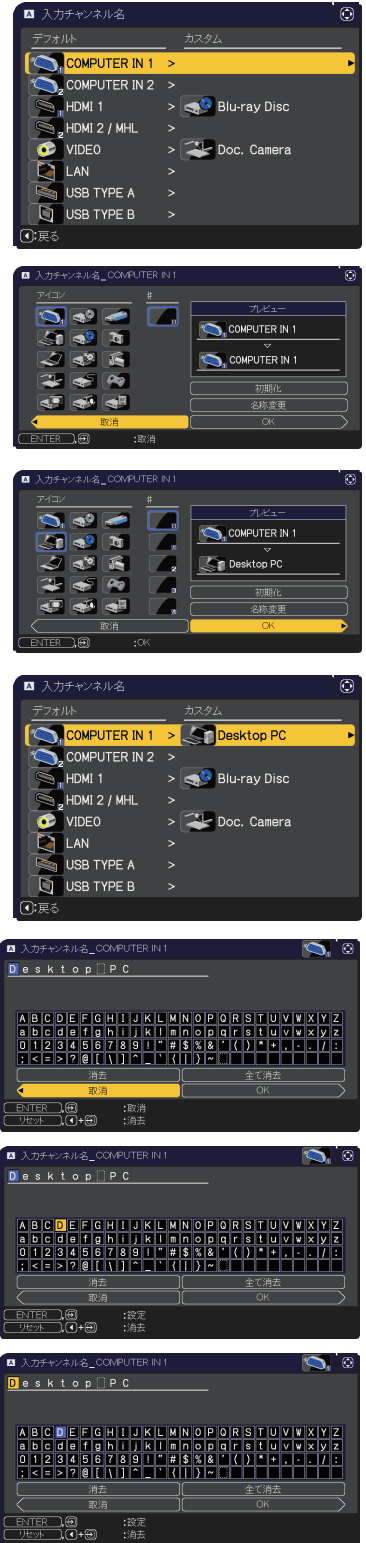 A 入力チャンネル名
デフォルト カスタム
1 COMPUTER IN 1 >
2 COMPUTER IN 2 >
1 HDMI 1 > Blu-ray Disc
2 HDMI 2 / MHL >
VIDEO > Doc. Camera
LAN >
USB TYPE A >
USB TYPE B >
:戻る
A 入力チャンネル名_COMPUTER IN 1
アイコン #
プレビュー
COMPUTER IN 1
COMPUTER IN 1
初期化
名称変更
取消 OK
ENTER , :取消
A 入力チャンネル名_COMPUTER IN 1
アイコン #
プレビュー
COMPUTER IN 1
Desktop PC
初期化
名称変更
取消 OK
ENTER , :OK
A 入力チャンネル名
デフォルト カスタム
1 COMPUTER IN 1 > Desktop PC
2 COMPUTER IN 2 >
1 HDMI 1 > Blu-ray Disc
2 HDMI 2 / MHL >
VIDEO > Doc. Camera
LAN >
USB TYPE A >
USB TYPE B >
:戻る
A 入力チャンネル名_COMPUTER IN 1
Desktop PC
A B C D E F G H I J K L M N O P Q R S T U V W X Y Z
a b c d e f g h i j k l m n o p q r s t u v w x y z
0 1 2 3 4 5 6 7 8 9 ! " # $ % & ' ( ) * + , - . / :
; < = > ? @ [ \ ] ^ _ ` { | } ~
消去 全て消去
取消 OK
ENTER , :取消
リセット , + :消去
A 入力チャンネル名_COMPUTER IN 1
Desktop PC
A B C D E F G H I J K L M N O P Q R S T U V W X Y Z
a b c d e f g h i j k l m n o p q r s t u v w x y z
0 1 2 3 4 5 6 7 8 9 ! " # $ % & ' ( ) * + , - . / :
; < = > ? @ [ \ ] ^ _ ` { | } ~
消去 全て消去
取消 OK
ENTER , :設定
リセット , + :消去
A 入力チャンネル名_COMPUTER IN 1
Desktop PC
A B C D E F G H I J K L M N O P Q R S T U V W X Y Z
a b c d e f g h i j k l m n o p q r s t u v w x y z
0 1 2 3 4 5 6 7 8 9 ! " # $ % & ' ( ) * + , - . / :
; < = > ? @ [ \ ] ^ _ ` { | } ~
消去 全て消去
取消 OK
ENTER , :設定
リセット , + :消去